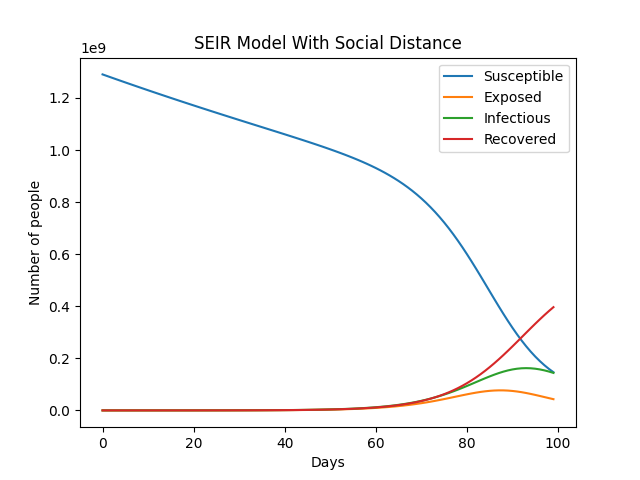 SEIR Model With Social Distance
1e9
Susceptible
Exposed
Infectious
Recovered
1.2
1.0
0.8
0.6
0.4
0.2
0.0
Number of people
0 20 40 60 80 100
Days